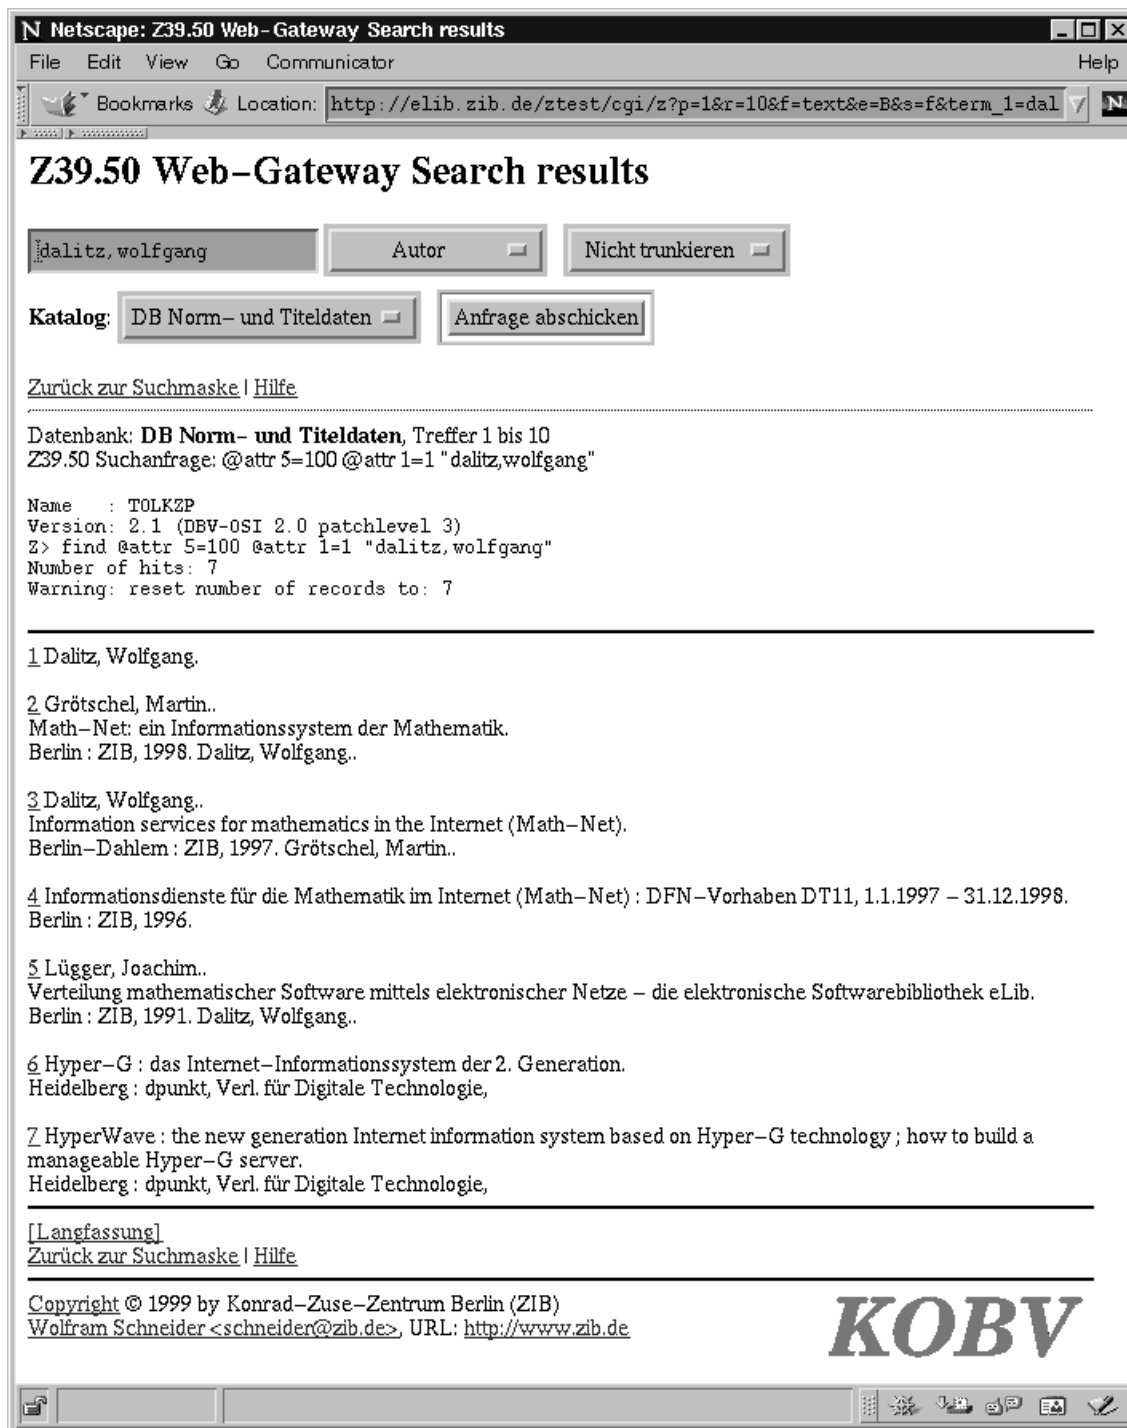 N Netscape: Z39.50 Web-Gateway Search results
File Edit View Go Communicator Help
Bookmarks Location: http://elib.zib.de/ztest/cgi/z?p=1&r=10&f=text&e=B&s=f&term_1=dal N
Z39.50 Web-Gateway Search results
dalitz,wolfgang Autor Nicht trunkieren
Katalog: DB Norm- und Titeldaten Anfrage abschicken
Zurück zur Suchmaske | Hilfe
Datenbank: DB Norm- und Titeldaten, Treffer 1 bis 10
Z39.50 Suchanfrage: @attr 5=100 @attr 1=1 "dalitz,wolfgang"
Name : TOLKZP
Version: 2.1 (DBV-OSI 2.0 patchlevel 3)
Z> find @attr 5=100 @attr 1=1 "dalitz,wolfgang"
Number of hits: 7
Warning: reset number of records to: 7
1 Dalitz, Wolfgang.
2 Grötschel, Martin..
Math-Net: ein Informationssystem der Mathematik.
Berlin : ZIB, 1998. Dalitz, Wolfgang..
3 Dalitz, Wolfgang..
Information services for mathematics in the Internet (Math-Net).
Berlin-Dahlem : ZIB, 1997. Grötschel, Martin..
4 Informationsdienste für die Mathematik im Internet (Math-Net) : DFN-Vorhaben DT11, 1.1.1997 - 31.12.1998.
Berlin : ZIB, 1996.
5 Lügger, Joachim..
Verteilung mathematischer Software mittels elektronischer Netze - die elektronische Softwarebibliothek eLib.
Berlin : ZIB, 1991. Dalitz, Wolfgang..
6 Hyper-G : das Internet-Informationssystem der 2. Generation.
Heidelberg : dpunkt, Verl. für Digitale Technologie,
7 HyperWave : the new generation Internet information system based on Hyper-G technology ; how to build a
manageable Hyper-G server.
Heidelberg : dpunkt, Verl. für Digitale Technologie,
[Langfassung]
Zurück zur Suchmaske | Hilfe
Copyright © 1999 by Konrad-Zuse-Zentrum Berlin (ZIB)
Wolfram Schneider <schneider@zib.de>, URL: http://www.zib.de
KOBV